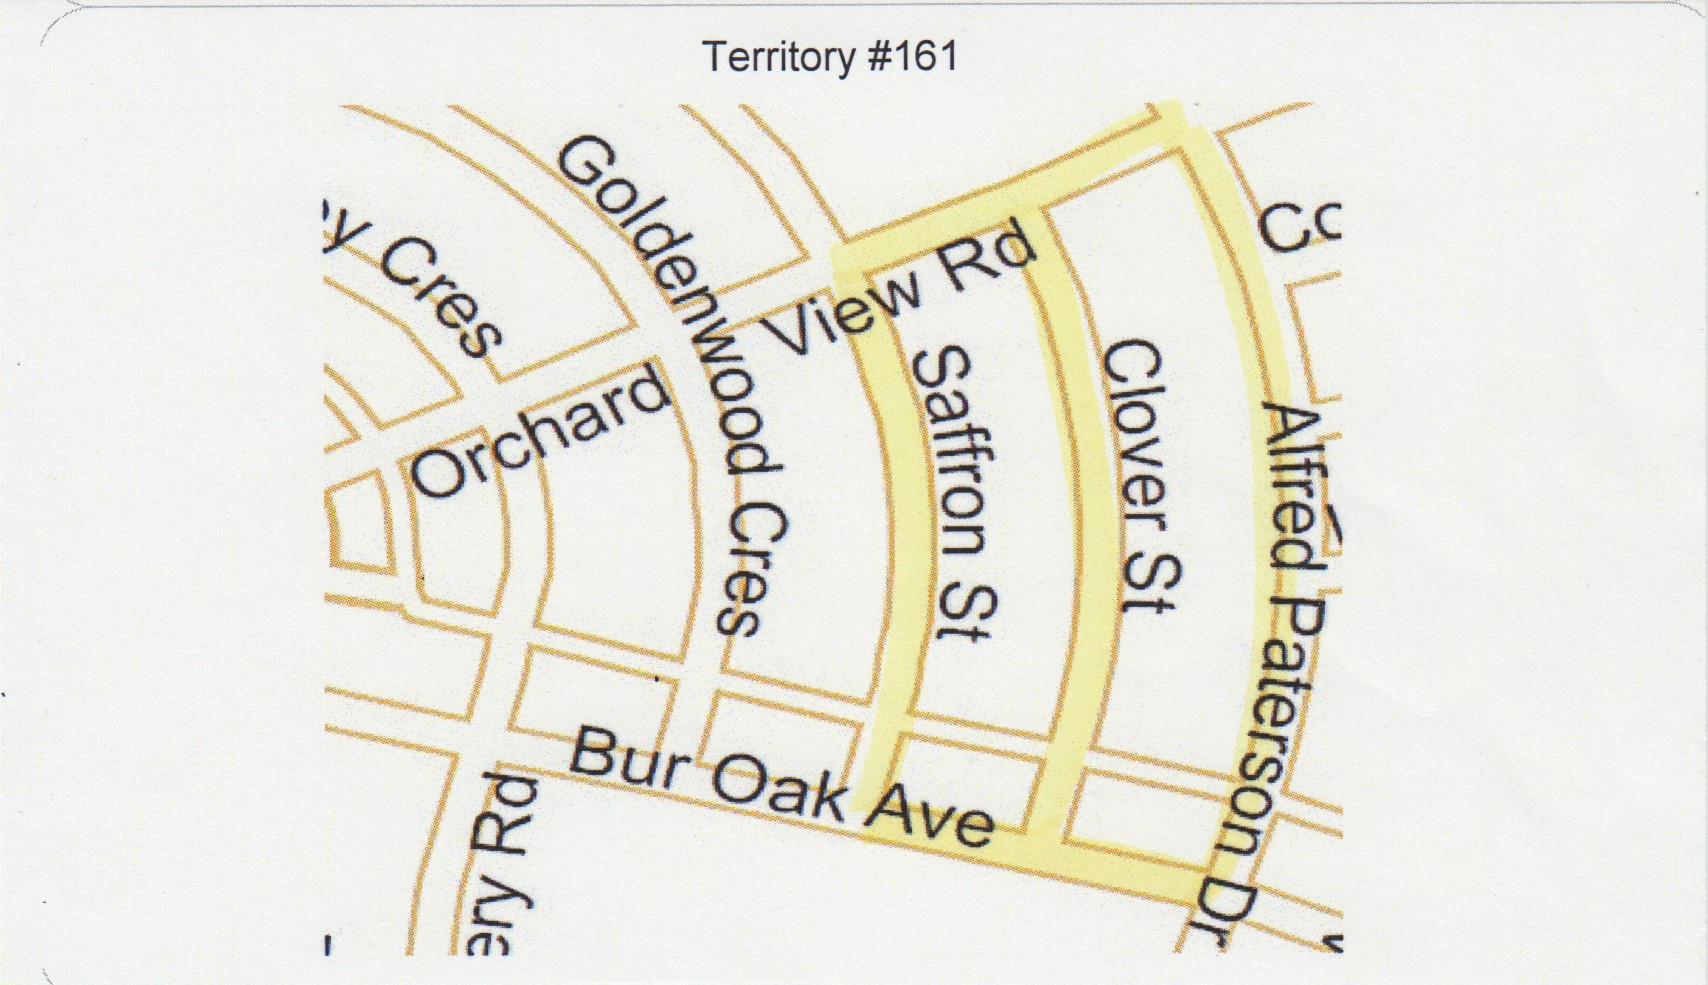 Territory #161
Goldenwood Cres
y Cres
Orchard View Rd
Saffron St
Clover St
Alfred Paterson Dr
Bur Oak Ave
ery Rd